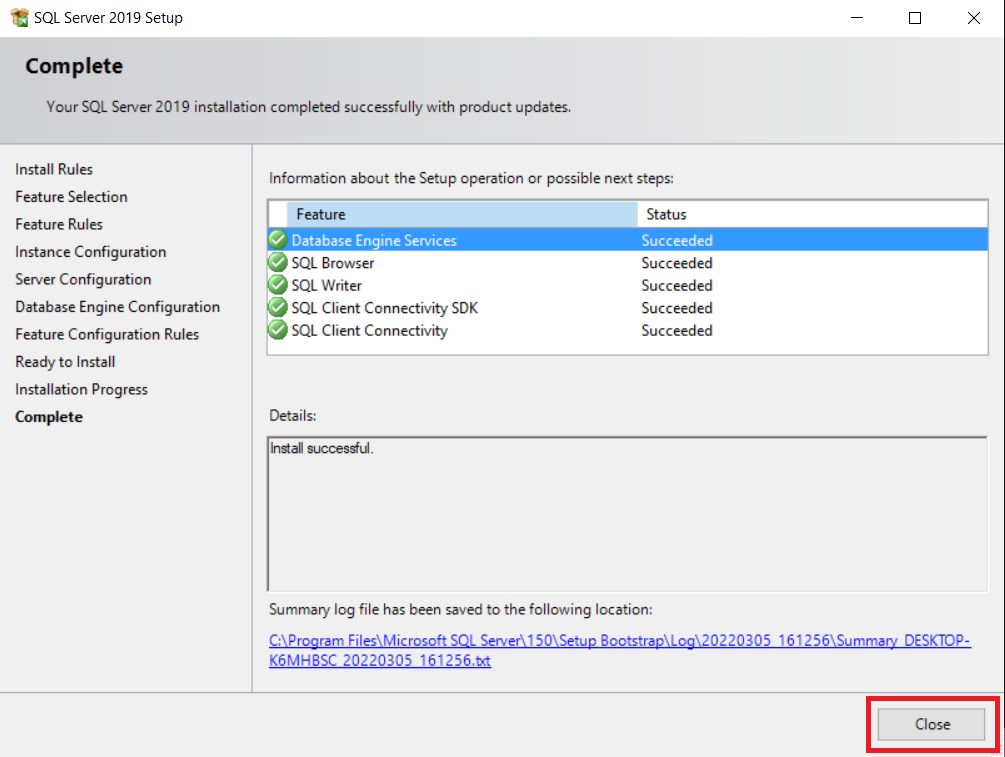 SQL Server 2019 Setup
Complete
Your SQL Server 2019 installation completed successfully with product updates.
Install Rules
Feature Selection
Feature Rules
Instance Configuration
Server Configuration
Database Engine Configuration
Feature Configuration Rules
Ready to Install
Installation Progress
Complete
Information about the Setup operation or possible next steps:
Feature Status
Database Engine Services Succeeded
SQL Browser Succeeded
SQL Writer Succeeded
SQL Client Connectivity SDK Succeeded
SQL Client Connectivity Succeeded
Details:
Install successful.
Summary log file has been saved to the following location:
C:\Program Files\Microsoft SQL Server\150\Setup Bootstrap\Log\20220305_161256\Summary_DESKTOP-
K6MHBSC_20220305_161256.txt
Close